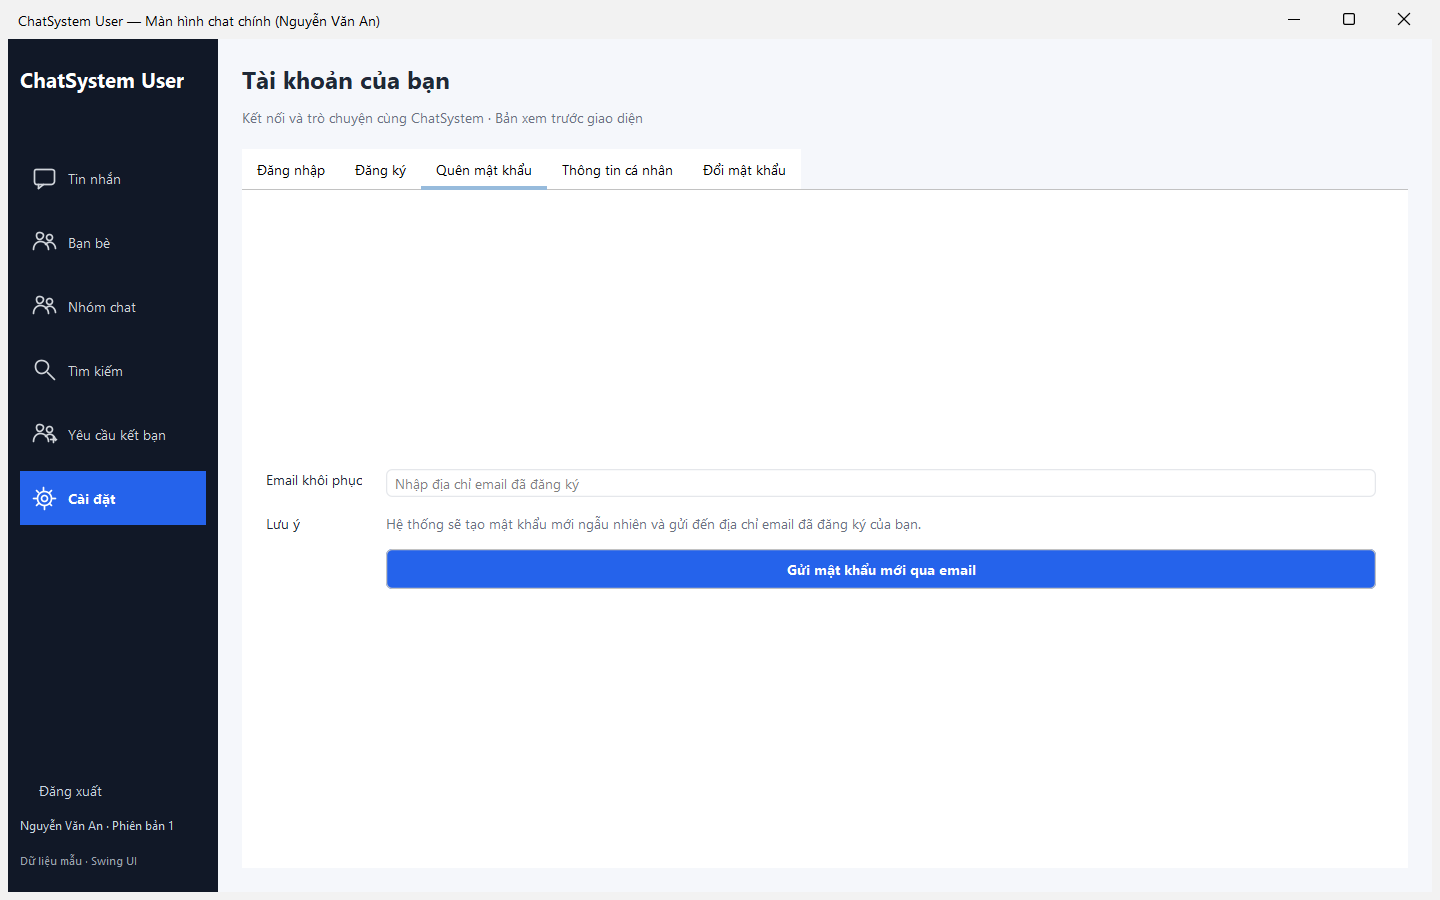 ChatSystem User — Màn hình chat chính (Nguyễn Văn An)
ChatSystem User
Tin nhắn
Bạn bè
Nhóm chat
Tìm kiếm
Yêu cầu kết bạn
Cài đặt
Đăng xuất
Nguyễn Văn An · Phiên bản 1
Dữ liệu mẫu · Swing UI
Tài khoản của bạn
Kết nối và trò chuyện cùng ChatSystem · Bản xem trước giao diện
Đăng nhập Đăng ký Quên mật khẩu Thông tin cá nhân Đổi mật khẩu
Email khôi phục Nhập địa chỉ email đã đăng ký
Lưu ý Hệ thống sẽ tạo mật khẩu mới ngẫu nhiên và gửi đến địa chỉ email đã đăng ký của bạn.
Gửi mật khẩu mới qua email